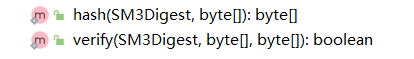 hash(SM3Digest, byte[]): byte[]
verify(SM3Digest, byte[], byte[]): boolean